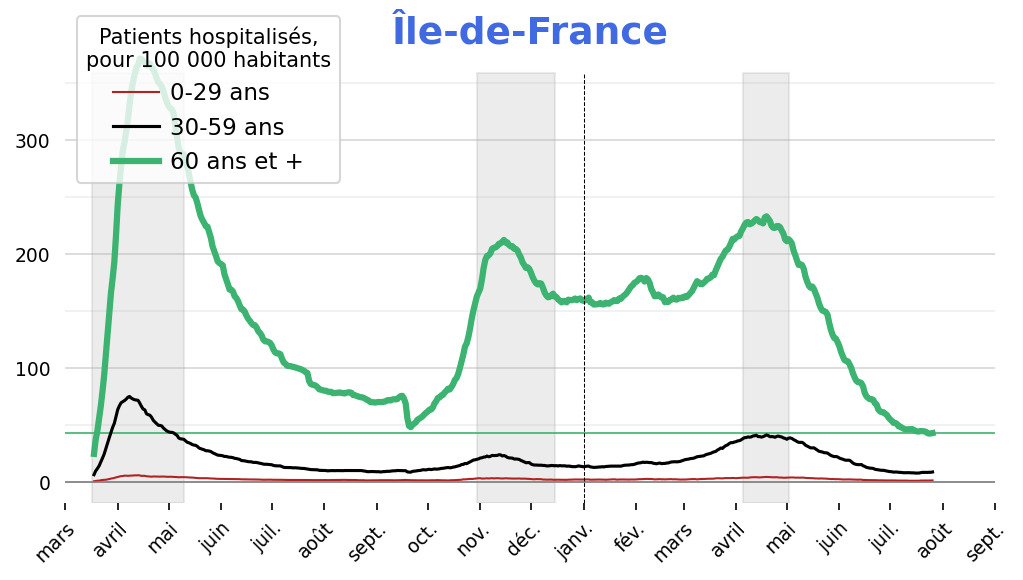 Île-de-France
Patients hospitalisés,
pour 100 000 habitants
0-29 ans
30-59 ans
60 ans et +
300
200
100
0
mars
avril
mai
juin
juil.
août
sept.
oct.
nov.
déc.
janv.
fév.
mars
avril
mai
juin
juil.
août
sept.